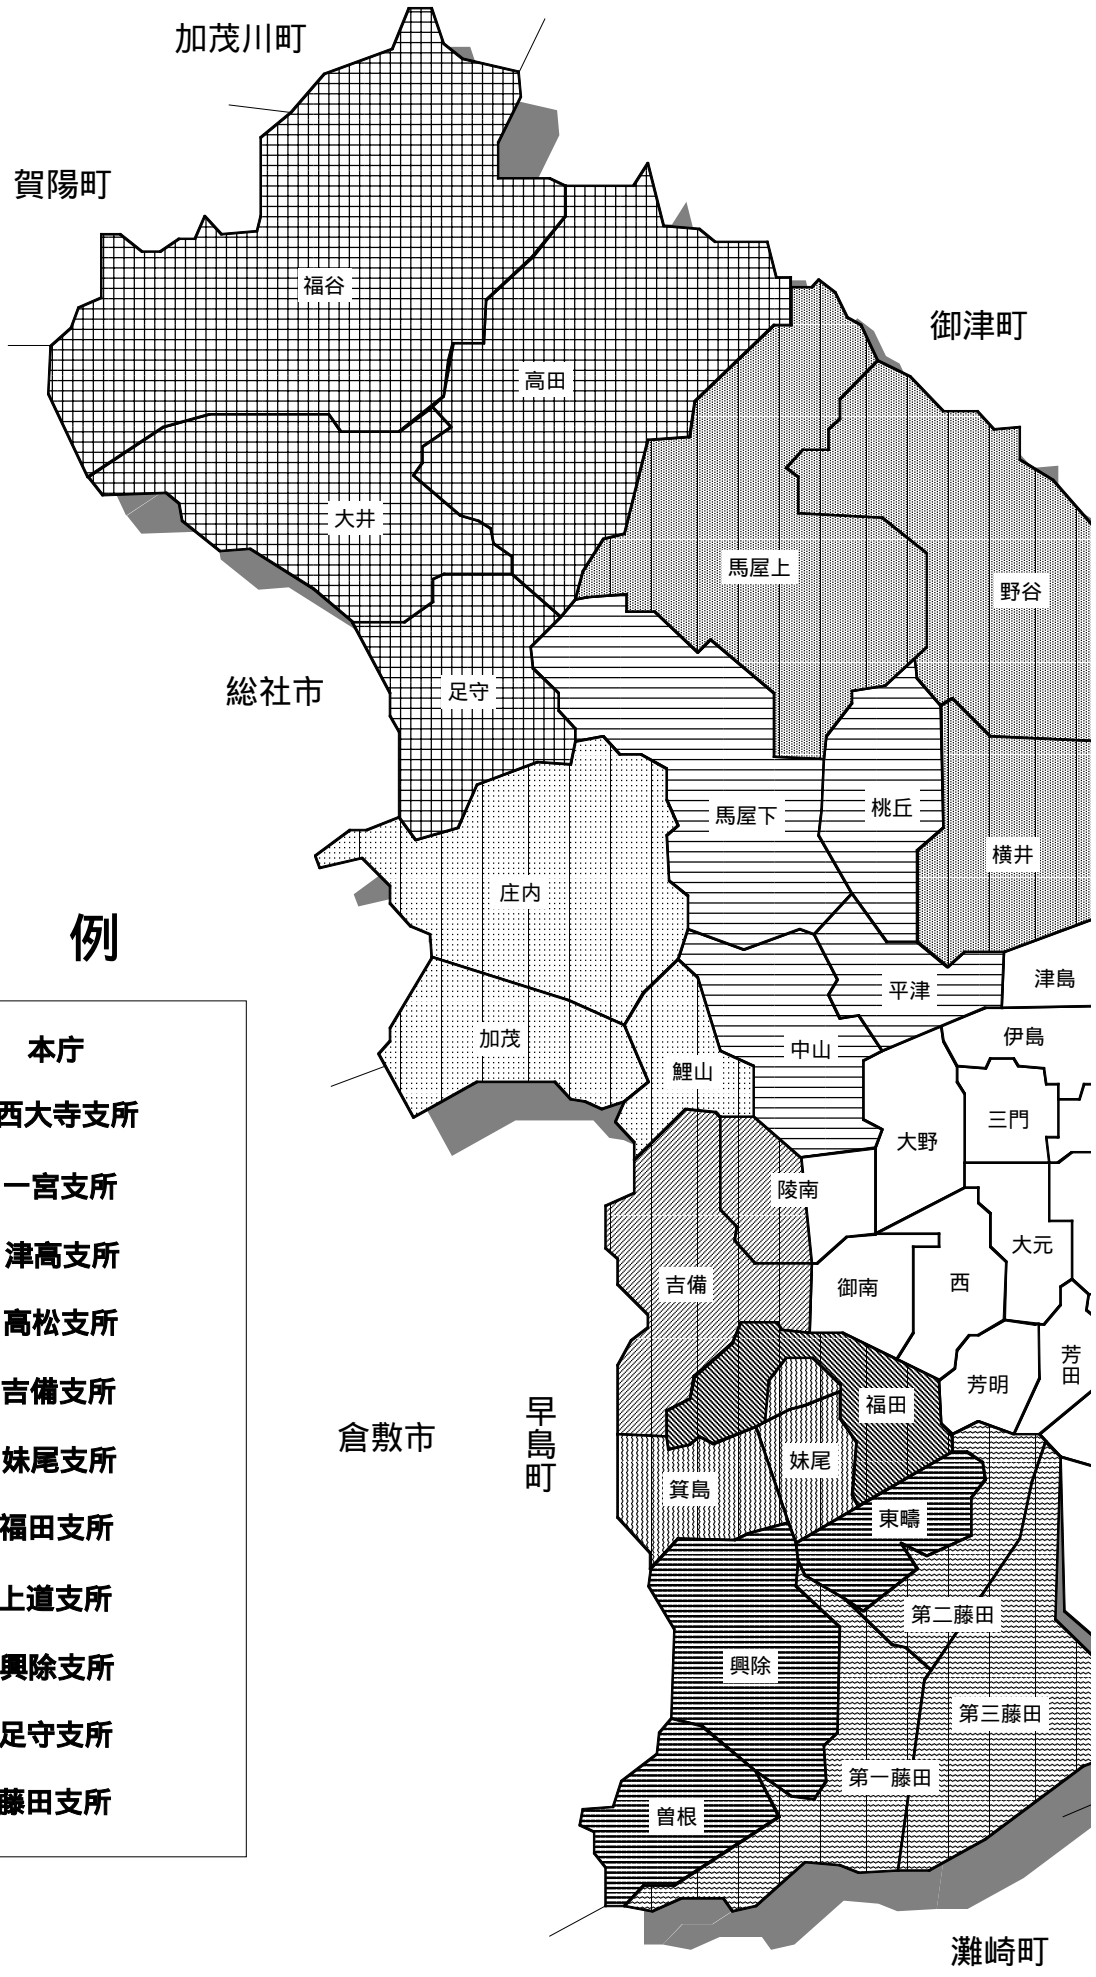 加茂川町
賀陽町
福谷
御津町
高田
大井
馬屋上
野谷
総社市
足守
馬屋下
桃丘
横井
庄内
例
津島
平津
伊島
加茂
中山
鯉山
本庁
西大寺支所
一宮支所
津高支所
高松支所
吉備支所
妹尾支所
福田支所
上道支所
興除支所
足守支所
藤田支所
三門
大野
陵南
大元
吉備
御南
西
芳田
芳明
福田
倉敷市
早島町
妹尾
箕島
東疇
第二藤田
興除
第三藤田
第一藤田
曽根
灘崎町